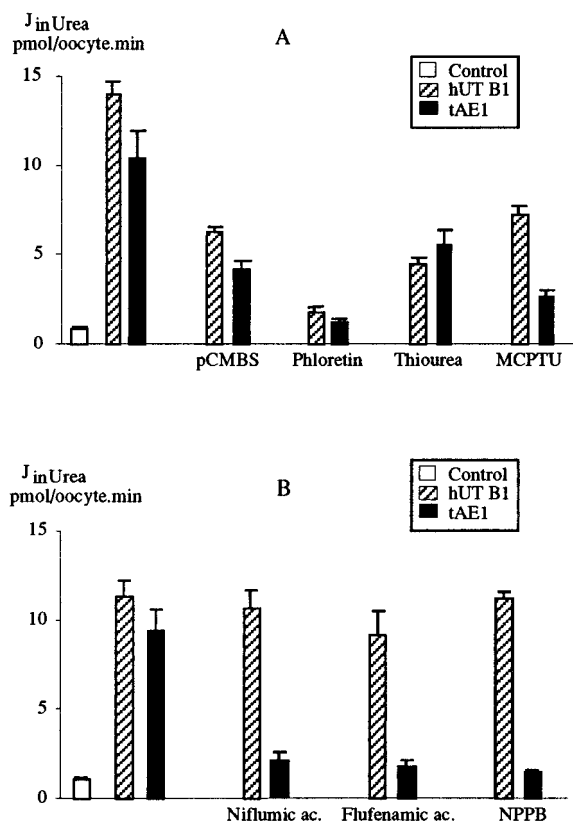 J in Urea
pmol/oocyte.min
A
15
10
5
0
Control
hUT B1
tAE1
pCMBS Phloretin Thiourea MCPTU
J in Urea
pmol/oocyte.min
B
15
10
5
0
Control
hUT B1
tAE1
Niflumic ac. Flufenamic ac. NPPB